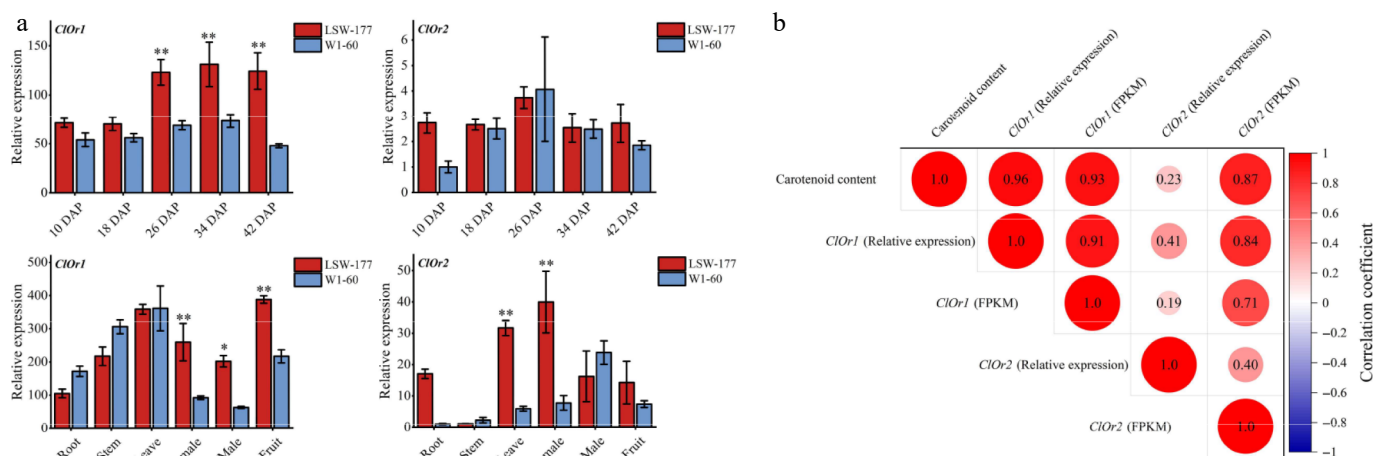 a
ClOr1
LSW-177
W1-60
Relative expression
150
100
50
0
**
**
**
10 DAP
18 DAP
26 DAP
34 DAP
42 DAP
ClOr2
LSW-177
W1-60
Relative expression
6
5
4
3
2
1
0
10 DAP
18 DAP
26 DAP
34 DAP
42 DAP
ClOr1
LSW-177
W1-60
Relative expression
500
400
300
200
100
0
**
*
**
Root
Stem
Leave
male
Male
Fruit
ClOr2
LSW-177
W1-60
Relative expression
50
40
30
20
10
0
**
**
Root
Stem
Leave
male
Male
Fruit
b
Carotenoid content
ClOr1 (Relative expression)
ClOr1 (FPKM)
ClOr2 (Relative expression)
ClOr2 (FPKM)
Carotenoid content
1.0 0.96 0.93 0.23 0.87
ClOr1 (Relative expression)
1.0 0.91 0.41 0.84
ClOr1 (FPKM)
1.0 0.19 0.71
ClOr2 (Relative expression)
1.0 0.40
ClOr2 (FPKM)
1.0
1
0.8
0.6
0.4
0.2
0
−0.2
−0.4
−0.6
−0.8
−1
Correlation coefficient